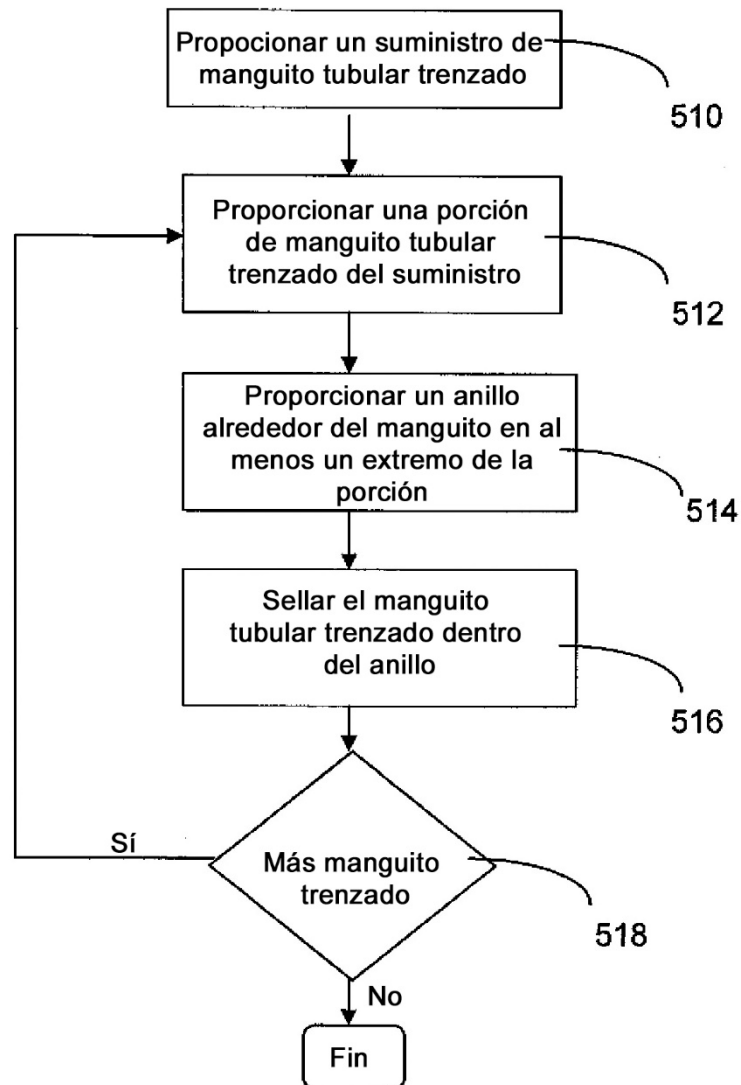 Propocionar un suministro de
manguito tubular trenzado
510
Proporcionar una porción
de manguito tubular
trenzado del suministro
512
Proporcionar un anillo
alrededor del manguito en al
menos un extremo de la
porción
514
Sellar el manguito
tubular trenzado dentro
del anillo
516
Sí
Más manguito
trenzado
518
No
Fin